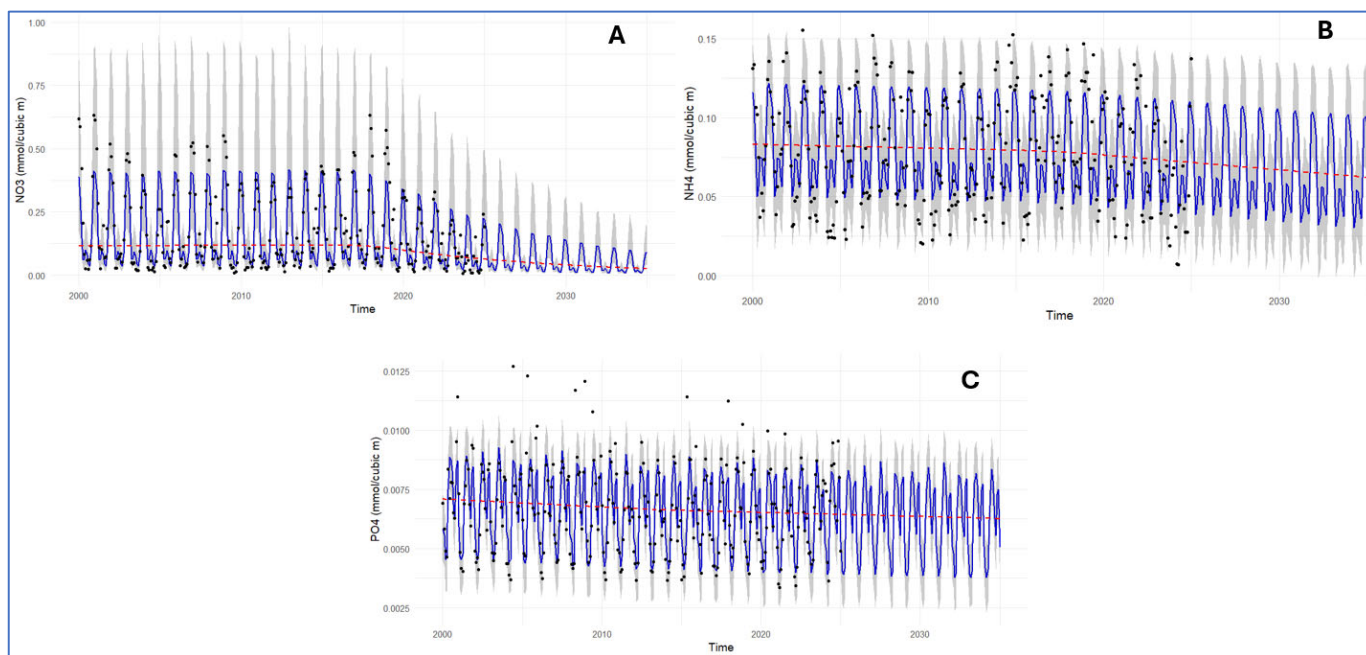 A
NO3 (mmol/cubic m)
1.00
0.75
0.50
0.25
0.00
2000 2010 2020 2030
Time
B
NH4 (mmol/cubic m)
0.15
0.10
0.05
0.00
2000 2010 2020 2030
Time
C
PO4 (mmol/cubic m)
0.0125
0.0100
0.0075
0.0050
0.0025
2000 2010 2020 2030
Time